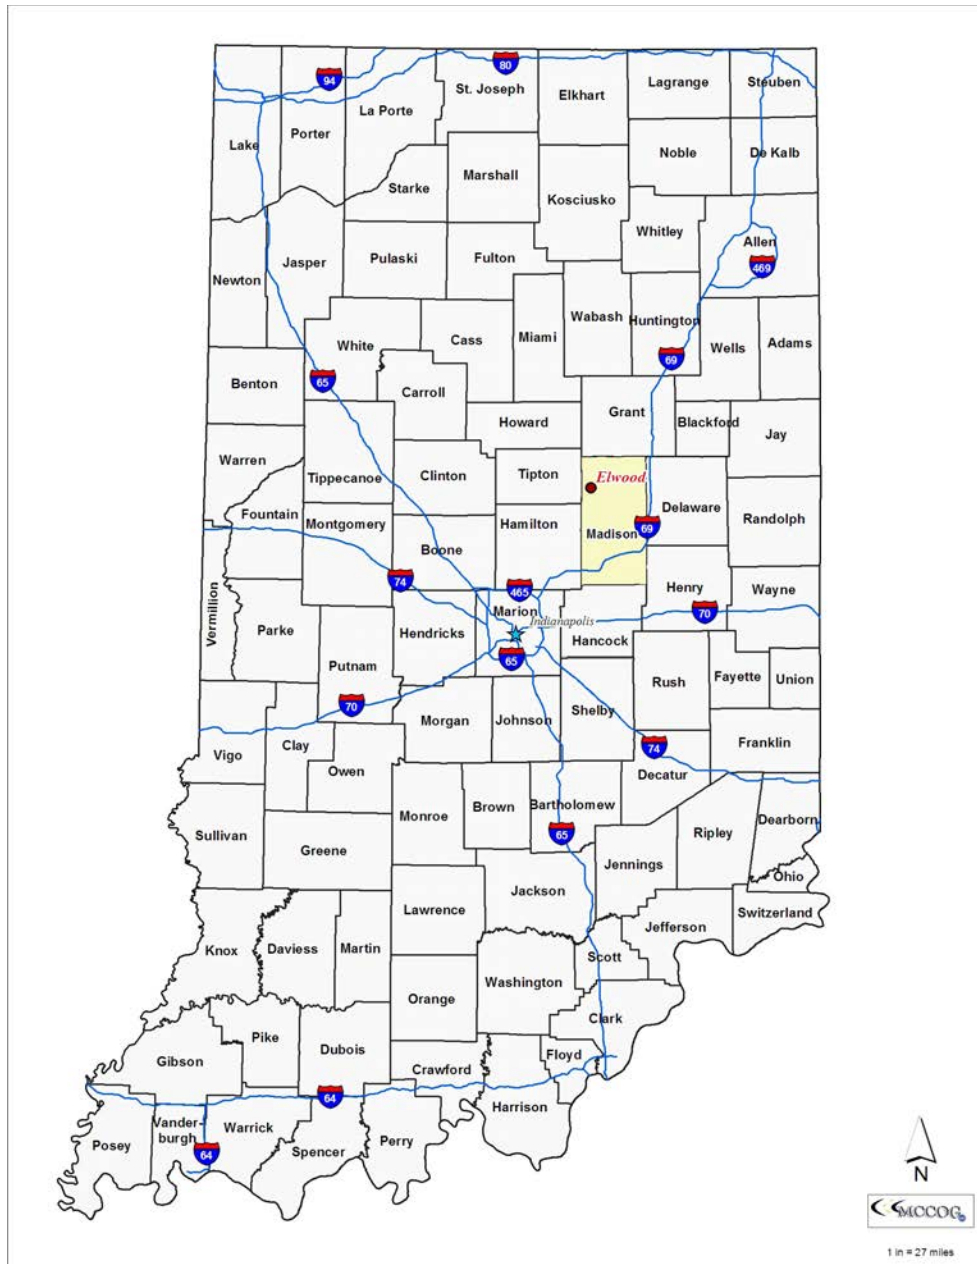 80
94
St. Joseph
Lagrange
Steuben
Elkhart
La Porte
Porter
Lake
Noble
De Kalb
Marshall
Starke
Kosciusko
Whitley
Allen
469
Jasper
Pulaski
Fulton
Newton
Wabash
Huntington
Miami
White
Cass
Wells
Adams
69
65
Benton
Carroll
Grant
Blackford
Howard
Jay
Warren
Tippecanoe
Clinton
Tipton
Elwood
Fountain
Montgomery
Hamilton
Delaware
Randolph
Madison
69
Boone
74
465
Henry
Wayne
70
Marion
Indianapolis
Vermillion
Parke
Hendricks
65
Hancock
Putnam
Rush
Fayette
Union
70
Morgan
Johnson
Shelby
Vigo
Clay
Owen
74
Franklin
Decatur
Brown
Bartholomew
65
Monroe
Dearborn
Ripley
Sullivan
Greene
Jennings
Ohio
Jackson
Lawrence
Switzerland
Jefferson
Knox
Daviess
Martin
Scott
Washington
Orange
Clark
Pike
Dubois
Gibson
Floyd
Crawford
64
Harrison
Vander-
burgh
Warrick
Posey
64
Spencer
Perry
N
MCCOG
1 in = 27 miles